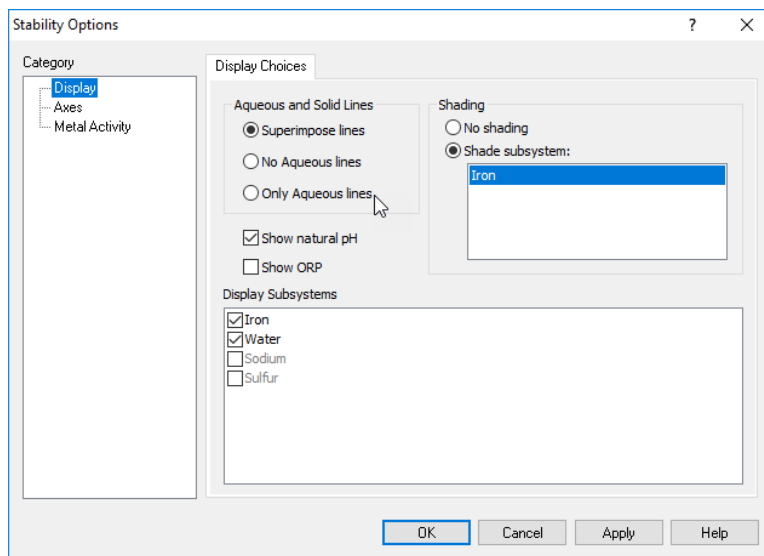 Stability Options
?
Category
Display
Axes
Metal Activity
Display Choices
Aqueous and Solid Lines
Superimpose lines
No Aqueous lines
Only Aqueous lines
Show natural pH
Show ORP
Shading
No shading
Shade subsystem:
Iron
Display Subsystems
Iron
Water
Sodium
Sulfur
OK
Cancel
Apply
Help